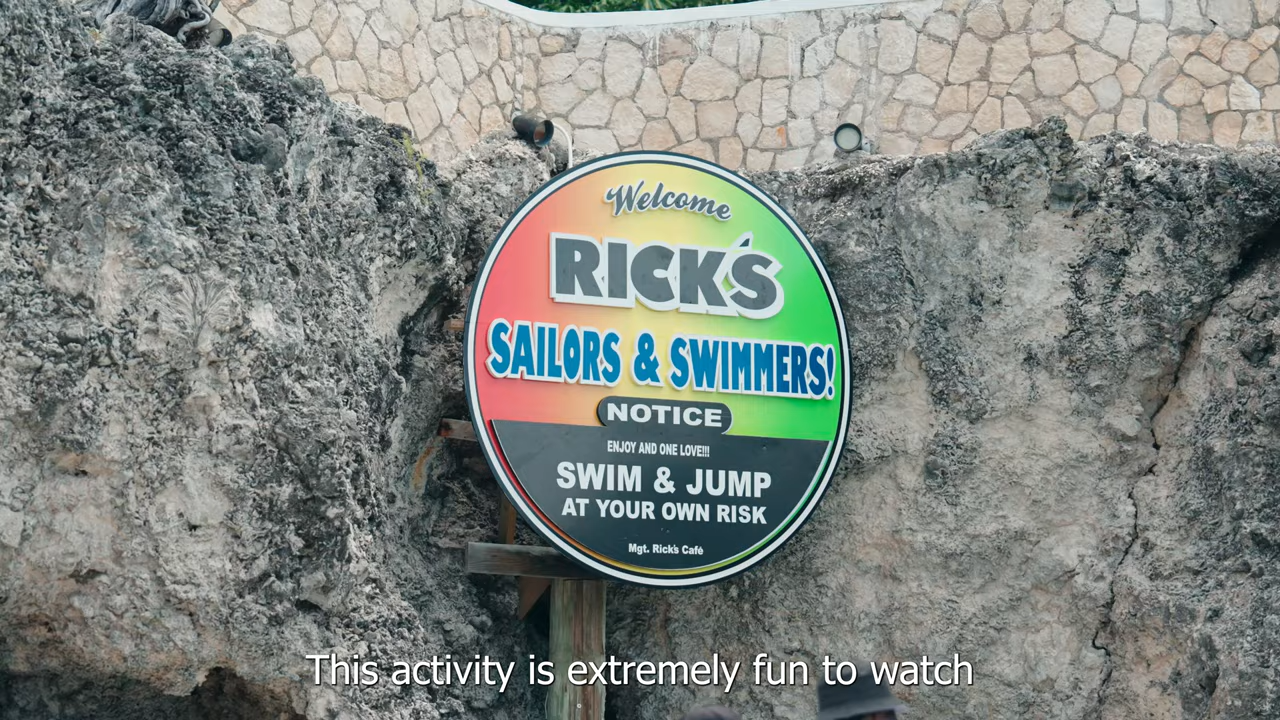 Welcome
RICK'S
SAILORS & SWIMMERS!
NOTICE
ENJOY AND ONE LOVE!!!
SWIM & JUMP
AT YOUR OWN RISK
Mgt. Rick's Café
This activity is extremely fun to watch